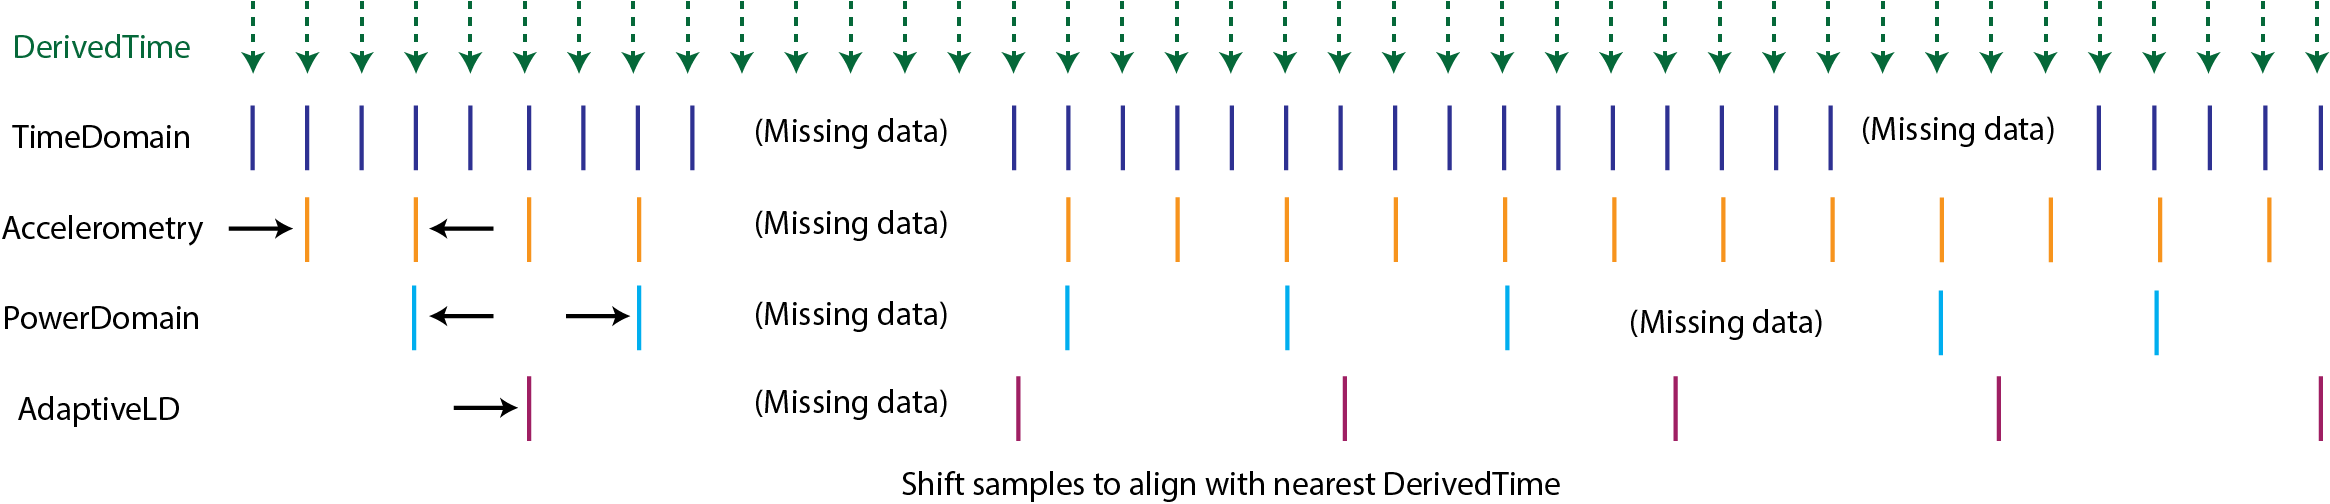 DerivedTime
TimeDomain
(Missing data)
(Missing data)
Accelerometry
(Missing data)
PowerDomain
(Missing data)
(Missing data)
AdaptiveLD
(Missing data)
Shift samples to align with nearest DerivedTime